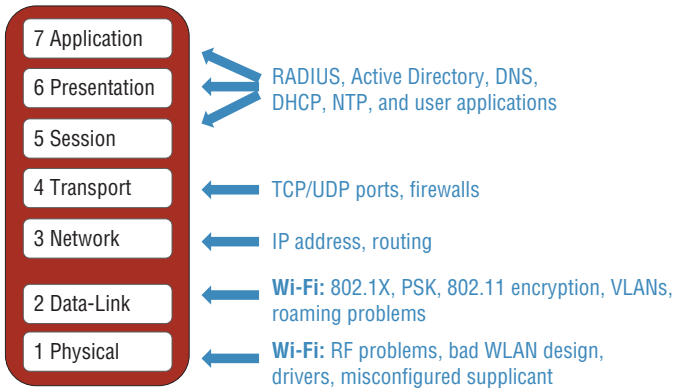 7 Application
6 Presentation
RADIUS, Active Directory, DNS,
DHCP, NTP, and user applications
5 Session
4 Transport
TCP/UDP ports, firewalls
3 Network
IP address, routing
2 Data-Link
Wi-Fi: 802.1X, PSK, 802.11 encryption, VLANs,
roaming problems
1 Physical
Wi-Fi: RF problems, bad WLAN design,
drivers, misconfigured supplicant